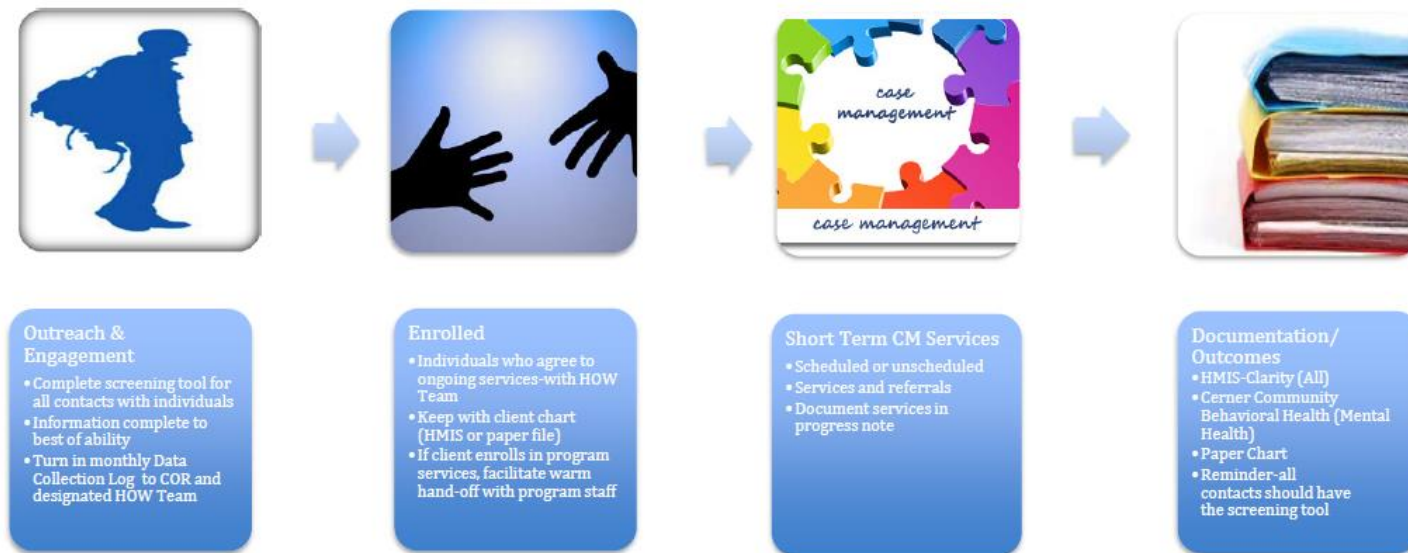 case
management
case management
Outreach &
Engagement
• Complete screening tool for
all contacts with individuals
• Information complete to
best of ability
• Turn in monthly Data
Collection Log to COR and
designated HOW Team
Enrolled
• Individuals who agree to
ongoing services-with HOW
Team
• Keep with client chart
(HMIS or paper file)
• If client enrolls in program
services, facilitate warm
hand-off with program staff
Short Term CM Services
• Scheduled or unscheduled
• Services and referrals
• Document services in
progress note
Documentation/
Outcomes
• HMIS-Clarity (All)
• Cerner Community
Behavioral Health (Mental
Health)
• Paper Chart
• Reminder-all
contacts should have
the screening tool